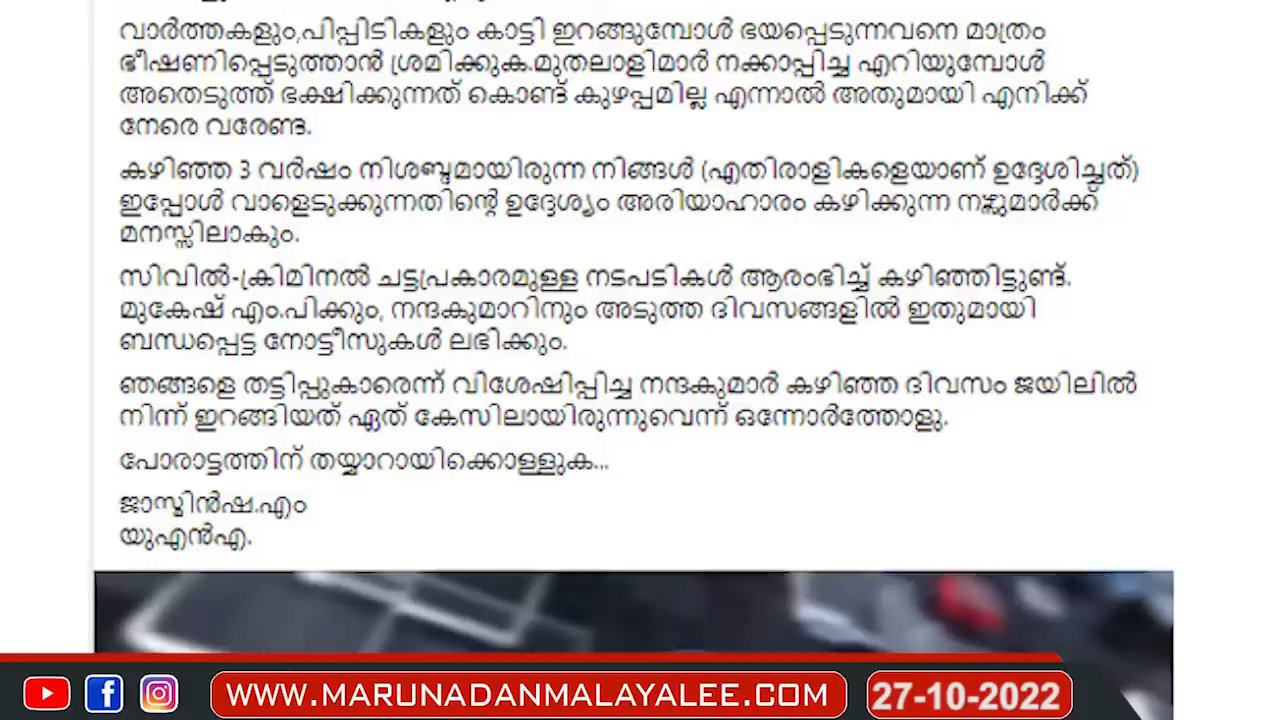 വാർത്തകളും,പിപ്പിടികളും കാട്ടി ഇറങ്ങുമ്പോൾ ഭയപ്പെടുന്നവനെ മാത്രം
ഭീഷണിപ്പെടുത്താൻ ശ്രമിക്കുക.മുതലാളിമാർ നക്കാപ്പിച്ച എറിയുമ്പോൾ
അതെടുത്ത് ഭക്ഷിക്കുന്നത് കൊണ്ട് കുഴപ്പമില്ല എന്നാൽ അതുമായി എനിക്ക്
നേരെ വരേണ്ട.
കഴിഞ്ഞ 3 വർഷം നിശബ്ദമായിരുന്ന നിങ്ങൾ (എതിരാളികളെയാണ് ഉദ്ദേശിച്ചത്)
ഇപ്പോൾ വാളെടുക്കുന്നതിന്റെ ഉദ്ദേശ്യം അരിയാഹാരം കഴിക്കുന്ന നഴ്സുമാർക്ക്
മനസ്സിലാകും.
സിവിൽ-ക്രിമിനൽ ചട്ടപ്രകാരമുള്ള നടപടികൾ ആരംഭിച്ച് കഴിഞ്ഞിട്ടുണ്ട്.
മുകേഷ് എം.പിക്കും, നന്ദകുമാറിനും അടുത്ത ദിവസങ്ങളിൽ ഇതുമായി
ബന്ധപ്പെട്ട നോട്ടീസുകൾ ലഭിക്കും.
ഞങ്ങളെ തട്ടിപ്പുകാരെന്ന് വിശേഷിപ്പിച്ച നന്ദകുമാർ കഴിഞ്ഞ ദിവസം ജയിലിൽ
നിന്ന് ഇറങ്ങിയത് ഏത് കേസിലായിരുന്നുവെന്ന് ഒന്നോർത്തോളു.
പോരാട്ടത്തിന് തയ്യാറായിക്കൊള്ളുക...
ജാസ്മിൻഷ.എം
യുഎൻഎ.
WWW.MARUNADANMALAYALEE.COM
27-10-2022